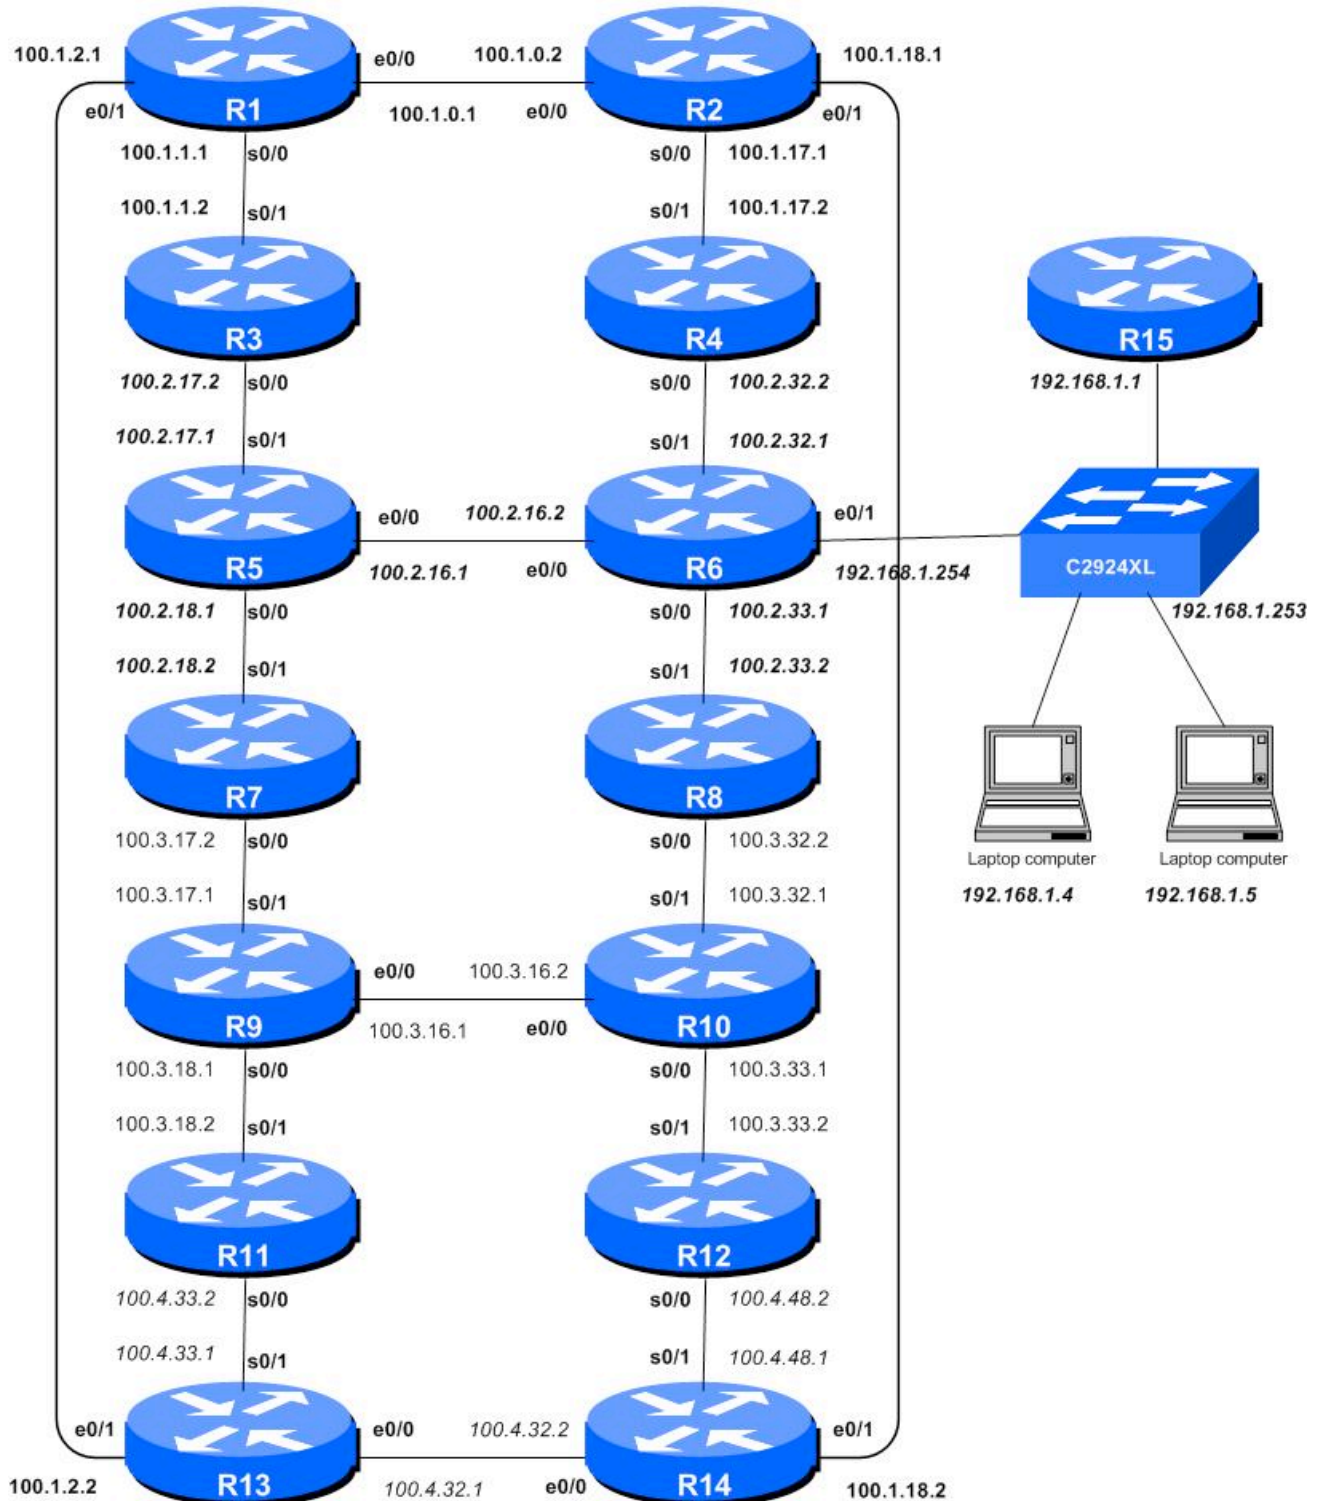 100.1.2.1
e0/0
100.1.0.2
100.1.18.1
e0/1
R1
100.1.0.1
e0/0
R2
e0/1
100.1.1.1
s0/0
s0/0
100.1.17.1
100.1.1.2
s0/1
s0/1
100.1.17.2
R3
R4
R15
100.2.17.2
s0/0
s0/0
100.2.32.2
192.168.1.1
100.2.17.1
s0/1
s0/1
100.2.32.1
e0/0
100.2.16.2
e0/1
R5
100.2.16.1
e0/0
R6
192.168.1.254
C2924XL
100.2.18.1
s0/0
s0/0
100.2.33.1
192.168.1.253
100.2.18.2
s0/1
s0/1
100.2.33.2
R7
R8
100.3.17.2
s0/0
s0/0
100.3.32.2
Laptop computer
Laptop computer
100.3.17.1
s0/1
s0/1
100.3.32.1
192.168.1.4
192.168.1.5
e0/0
100.3.16.2
R9
100.3.16.1
e0/0
R10
100.3.18.1
s0/0
s0/0
100.3.33.1
100.3.18.2
s0/1
s0/1
100.3.33.2
R11
R12
100.4.33.2
s0/0
s0/0
100.4.48.2
100.4.33.1
s0/1
s0/1
100.4.48.1
e0/1
e0/0
100.4.32.2
e0/1
100.1.2.2
R13
100.4.32.1
e0/0
R14
100.1.18.2